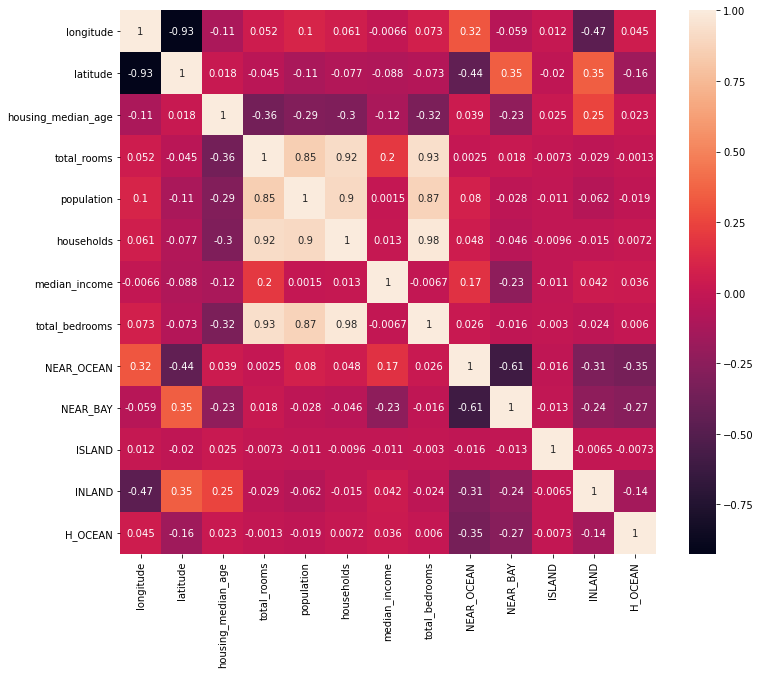 longitude 1 -0.93 -0.11 0.052 0.1 0.061 -0.0066 0.073 0.32 -0.059 0.012 -0.47 0.045
latitude -0.93 1 0.018 -0.045 -0.11 -0.077 -0.088 -0.073 -0.44 0.35 -0.02 0.35 -0.16
housing_median_age -0.11 0.018 1 -0.36 -0.29 -0.3 -0.12 -0.32 0.039 -0.23 0.025 0.25 0.023
total_rooms 0.052 -0.045 -0.36 1 0.85 0.92 0.2 0.93 0.0025 0.018 -0.0073 -0.029 -0.0013
population 0.1 -0.11 -0.29 0.85 1 0.9 0.0015 0.87 0.08 -0.028 -0.011 -0.062 -0.019
households 0.061 -0.077 -0.3 0.92 0.9 1 0.013 0.98 0.048 -0.046 -0.0096 -0.015 0.0072
median_income -0.0066 -0.088 -0.12 0.2 0.0015 0.013 1 -0.0067 0.17 -0.23 -0.011 0.042 0.036
total_bedrooms 0.073 -0.073 -0.32 0.93 0.87 0.98 -0.0067 1 0.026 -0.016 -0.003 -0.024 0.006
NEAR_OCEAN 0.32 -0.44 0.039 0.0025 0.08 0.048 0.17 0.026 1 -0.61 -0.016 -0.31 -0.35
NEAR_BAY -0.059 0.35 -0.23 0.018 -0.028 -0.046 -0.23 -0.016 -0.61 1 -0.013 -0.24 -0.27
ISLAND 0.012 -0.02 0.025 -0.0073 -0.011 -0.0096 -0.011 -0.003 -0.016 -0.013 1 -0.0065 -0.0073
INLAND -0.47 0.35 0.25 -0.029 -0.062 -0.015 0.042 -0.024 -0.31 -0.24 -0.0065 1 -0.14
H_OCEAN 0.045 -0.16 0.023 -0.0013 -0.019 0.0072 0.036 0.006 -0.35 -0.27 -0.0073 -0.14 1
longitude
latitude
housing_median_age
total_rooms
population
households
median_income
total_bedrooms
NEAR_OCEAN
NEAR_BAY
ISLAND
INLAND
H_OCEAN
1.00
0.75
0.50
0.25
0.00
−0.25
−0.50
−0.75